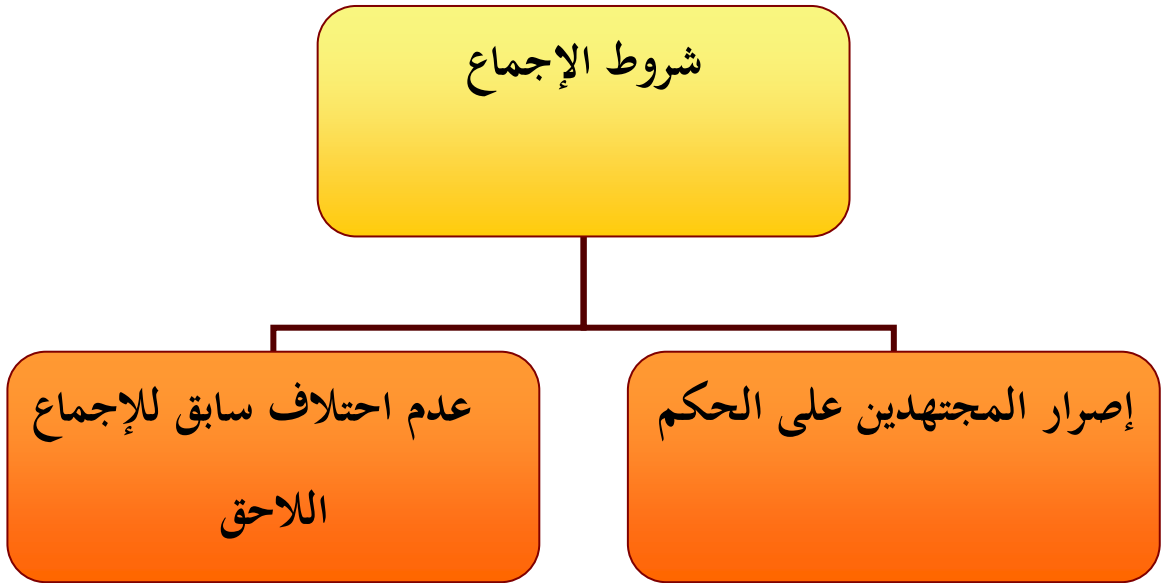 شروط الإجماع
إصرار المجتهدين على الحكم
عدم احتلاف سابق للإجماع
اللاحق